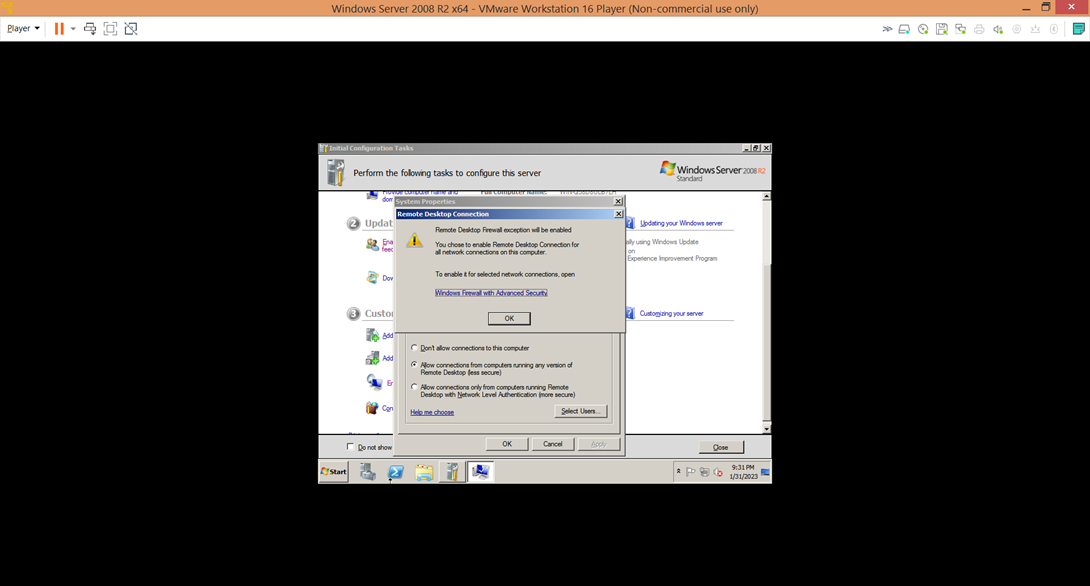 Windows Server 2008 R2 x64 - VMware Workstation 16 Player (Non-commercial use only)
Player
Initial Configuration Tasks
Perform the following tasks to configure this server
Windows Server 2008 R2
Standard
Provide computer name and
Full Computer Name:
dom
System Properties
Remote Desktop Connection
Remote Desktop Firewall exception will be enabled
You chose to enable Remote Desktop Connection for
all network connections on this computer.
To enable it for selected network connections, open
Windows Firewall with Advanced Security
OK
2 Updat
Updating your Windows server
Ena
feed
ally using Windows Update
on
Experience Improvement Program
Dow
3 Custo
Customizing your server
Add
Add
En
Con
Don't allow connections to this computer
Allow connections from computers running any version of
Remote Desktop (less secure)
Allow connections only from computers running Remote
Desktop with Network Level Authentication (more secure)
Help me choose
Select Users...
OK
Cancel
Apply
Do not show
Close
Start
9:31 PM
1/31/2023